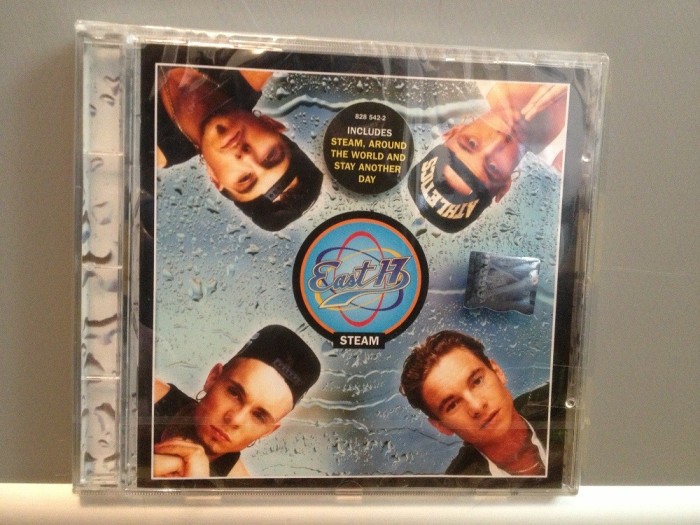 828 542-2
INCLUDES
STEAM, AROUND
THE WORLD AND
STAY ANOTHER
DAY
ATHLETICS
East 17
STEAM